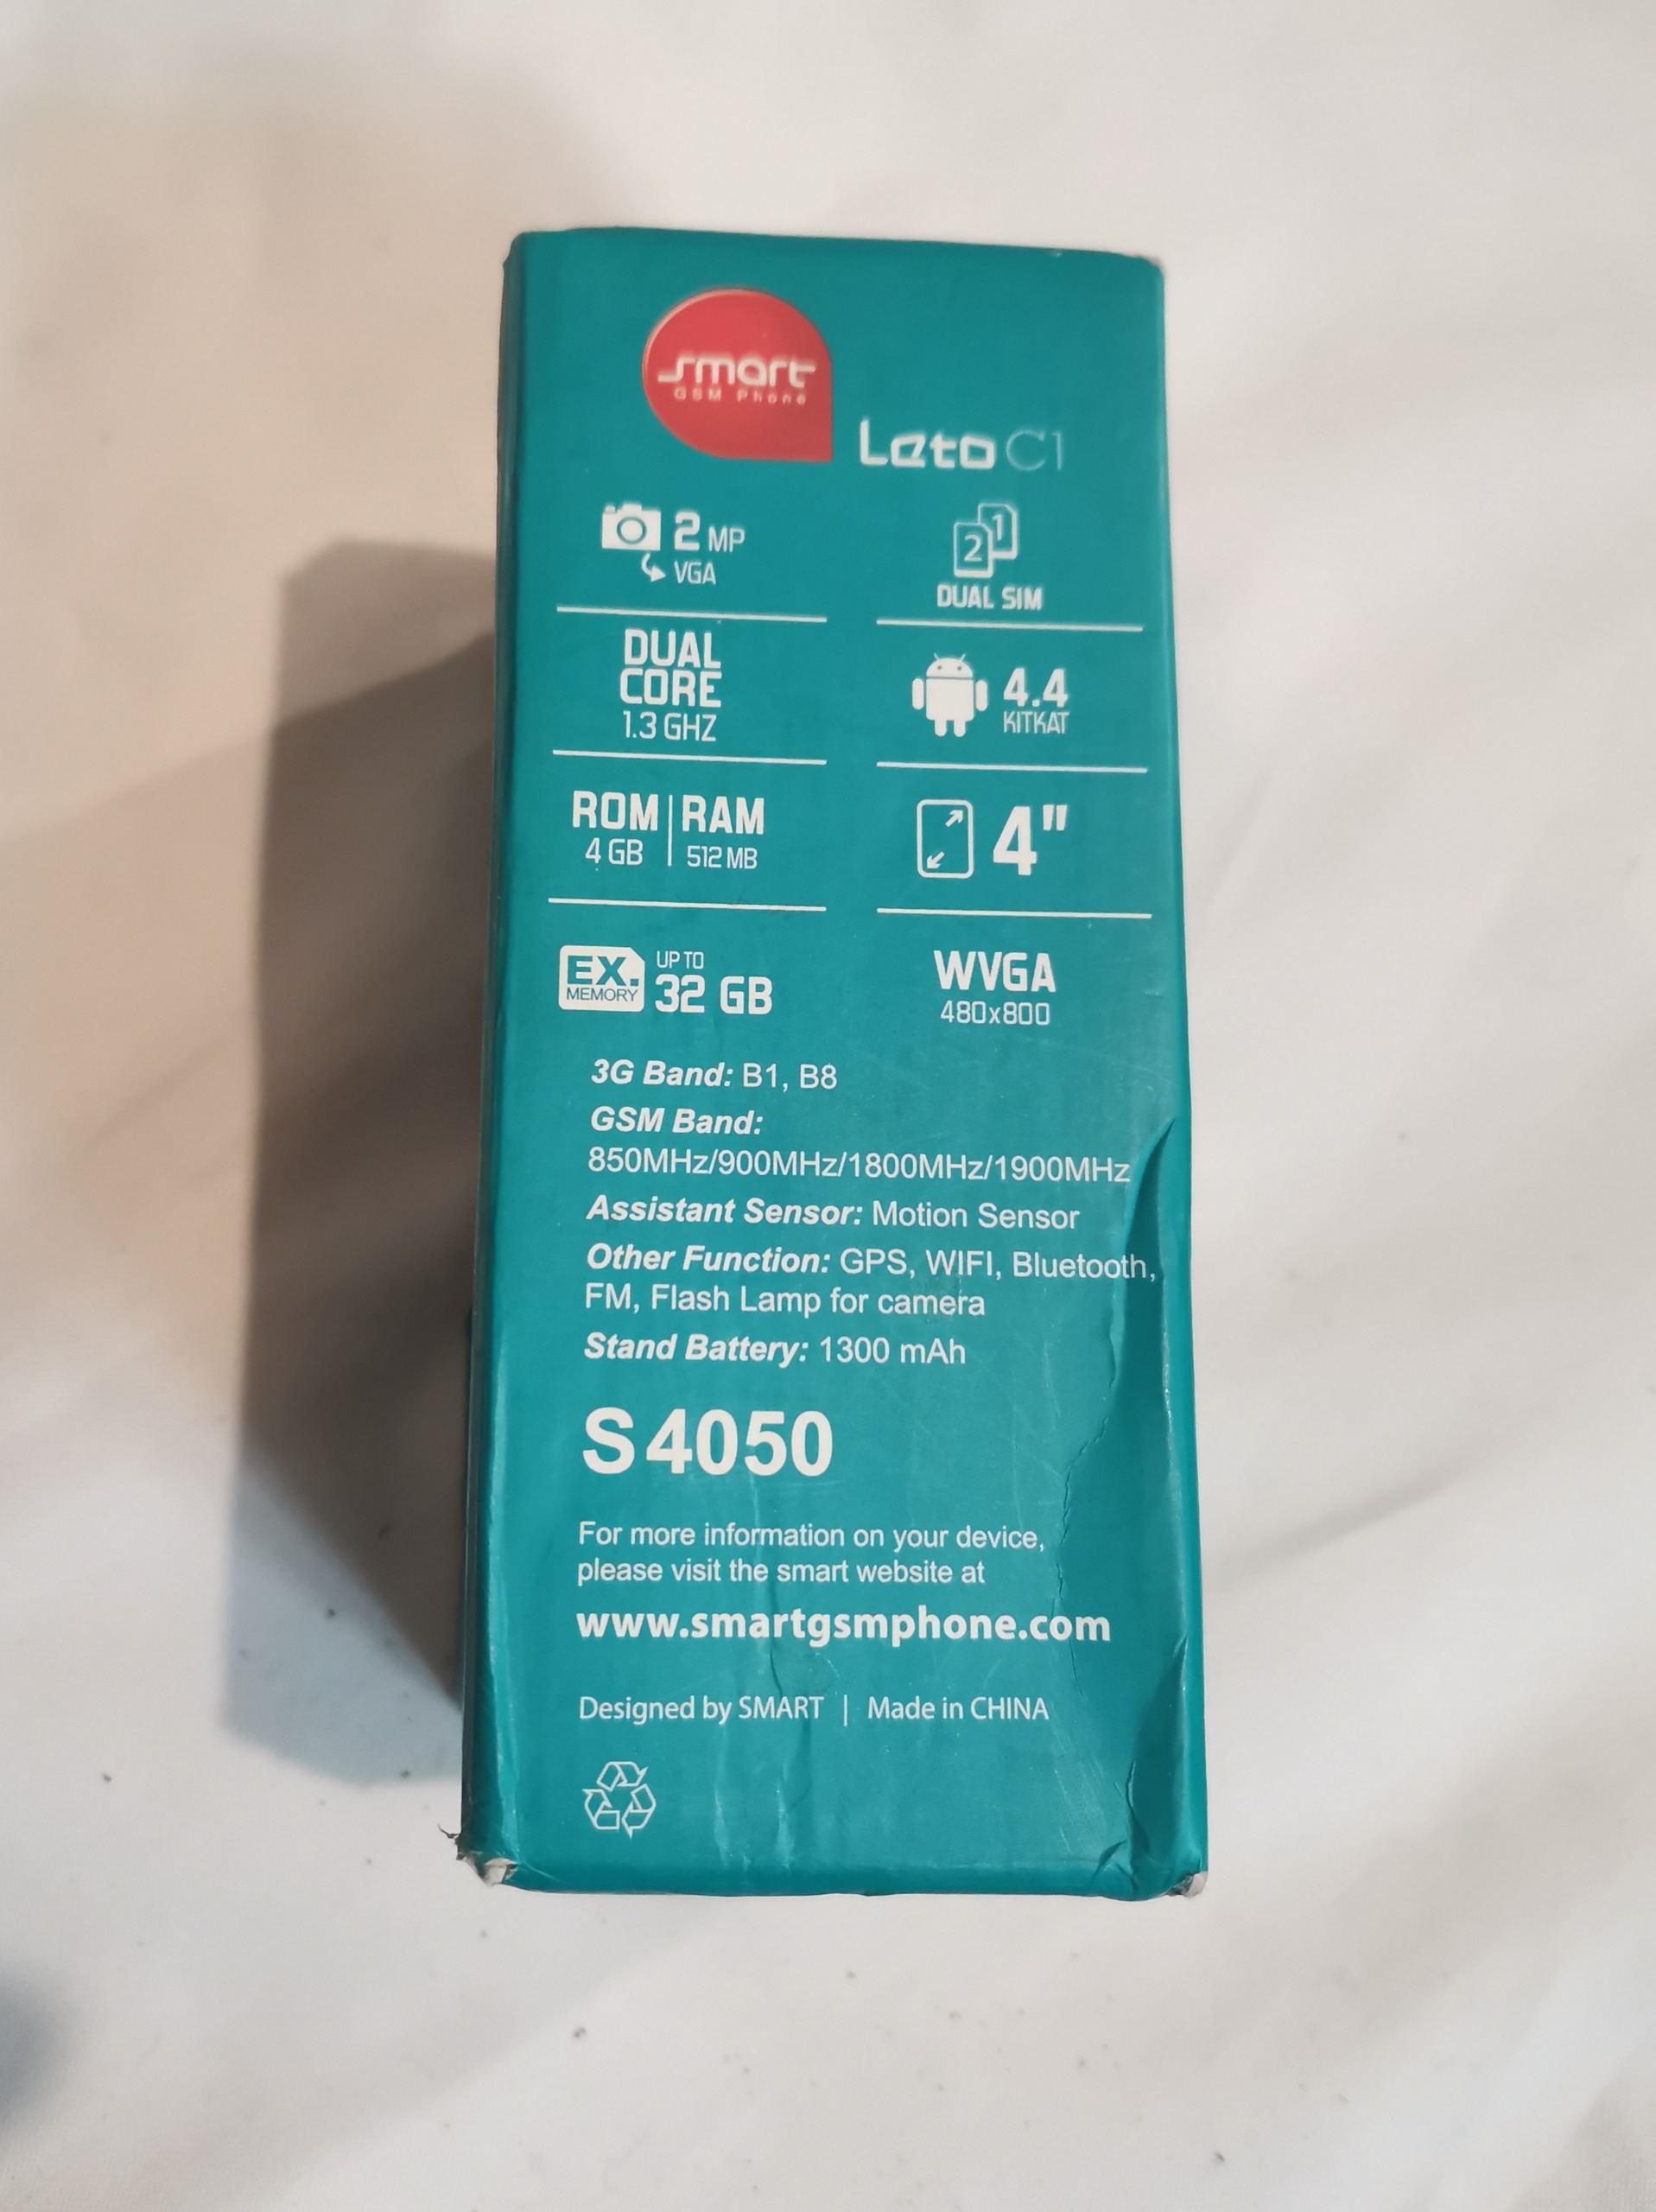 smart
GSM Phone
Leto C1
2 MP
VGA
1
2
DUAL SIM
DUAL
CORE
1.3 GHZ
4.4
KITKAT
ROM | RAM
4 GB | 512 MB
4"
EX.
MEMORY
UP TO
32 GB
WVGA
480x800
3G Band: B1, B8
GSM Band:
850MHz/900MHz/1800MHz/1900MHz
Assistant Sensor: Motion Sensor
Other Function: GPS, WIFI, Bluetooth,
FM, Flash Lamp for camera
Stand Battery: 1300 mAh
S 4050
For more information on your device,
please visit the smart website at
www.smartgsmphone.com
Designed by SMART | Made in CHINA